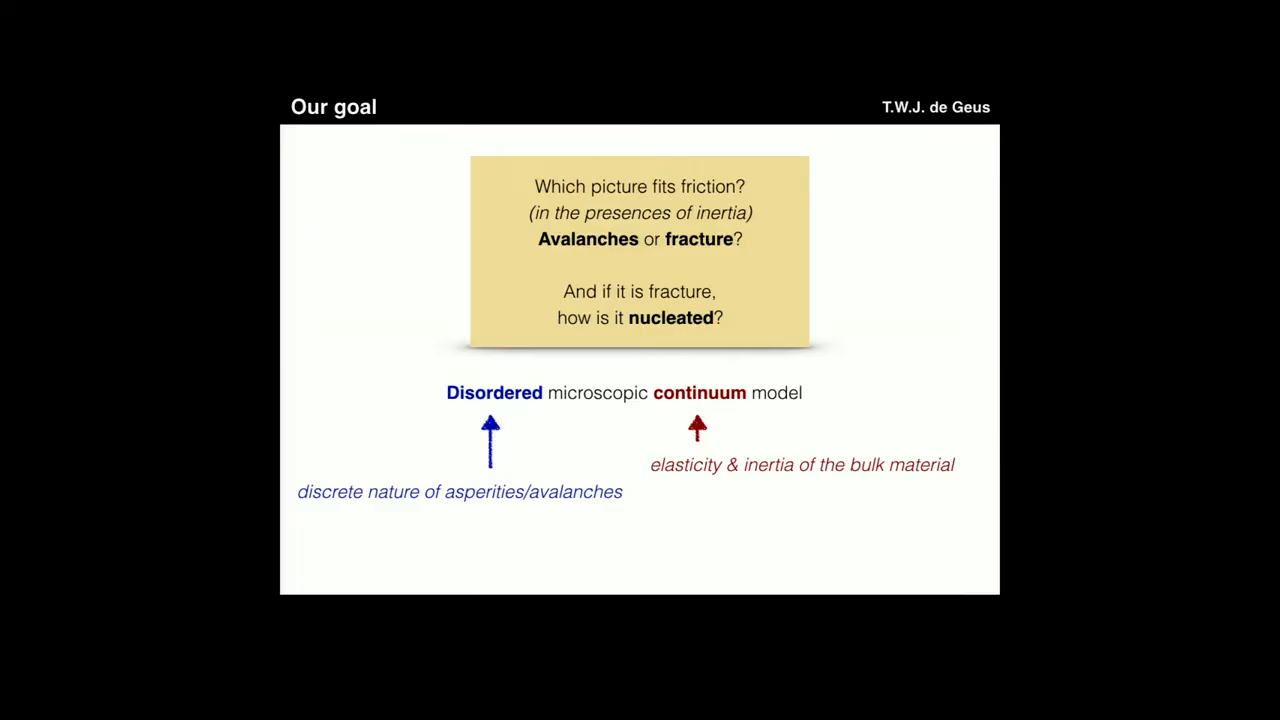 Our goal
T.W.J. de Geus
Which picture fits friction?
(in the presences of inertia)
Avalanches or fracture?
And if it is fracture,
how is it nucleated?
Disordered microscopic continuum model
elasticity & inertia of the bulk material
discrete nature of asperities/avalanches